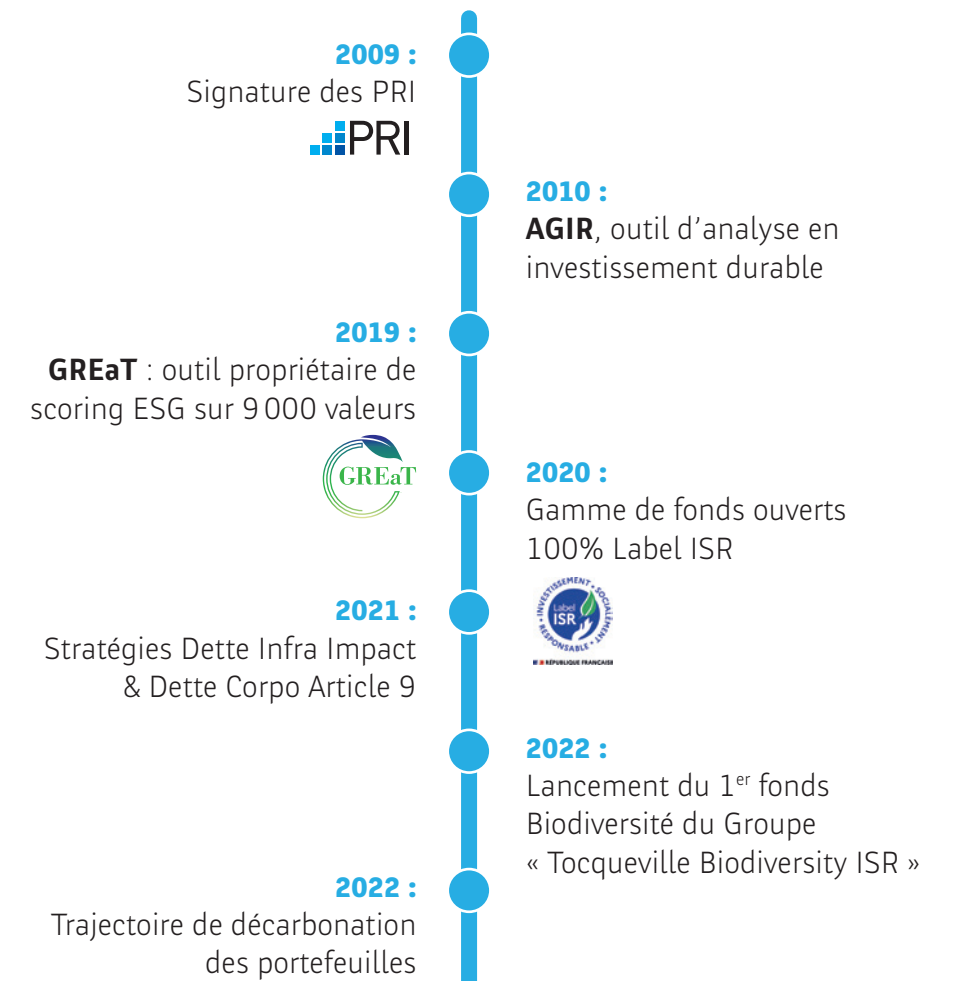 2009 :
Signature des PRI
PRI
2010 :
AGIR, outil d’analyse en
investissement durable
2019 :
GREaT : outil propriétaire de
scoring ESG sur 9 000 valeurs
GREaT
2020 :
Gamme de fonds ouverts
100% Label ISR
INVESTISSEMENT • SOCIALEMENT • RESPONSABLE •
Label
ISR
RÉPUBLIQUE FRANÇAISE
2021 :
Stratégies Dette Infra Impact
& Dette Corpo Article 9
2022 :
Lancement du 1er fonds
Biodiversité du Groupe
« Tocqueville Biodiversity ISR »
2022 :
Trajectoire de décarbonation
des portefeuilles